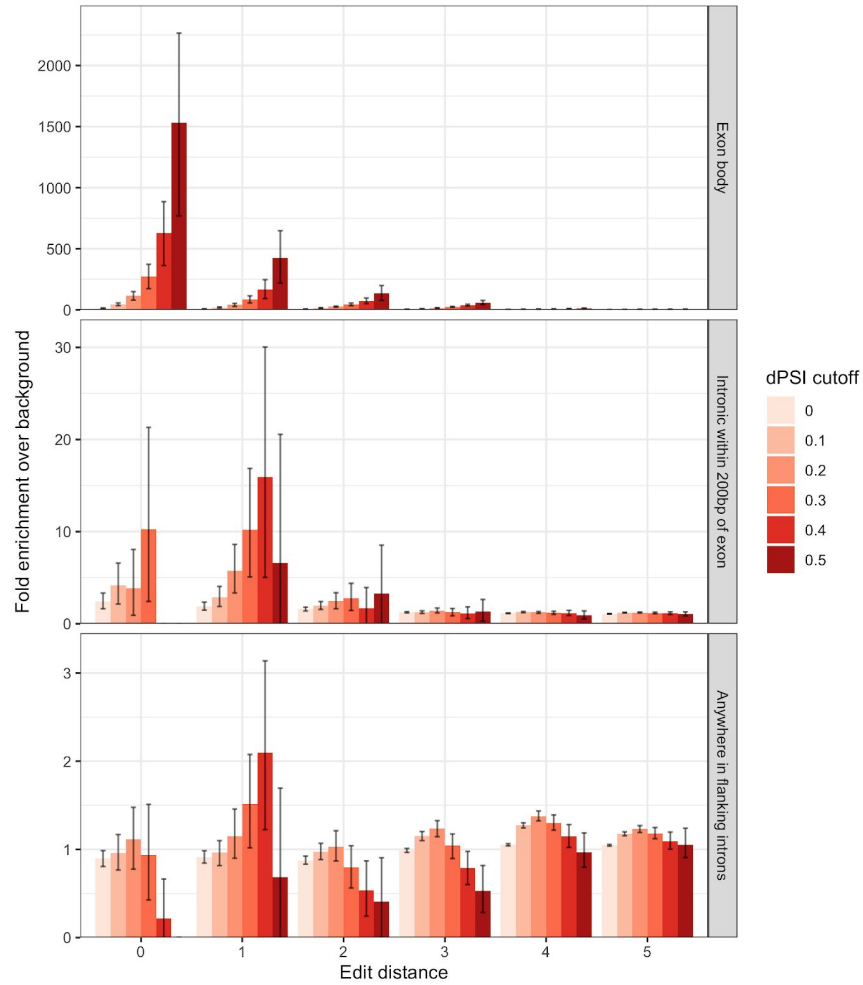 Fold enrichment over background
2000
1500
1000
500
0
Exon body
30
20
10
0
Intronic within 200bp of exon
3
2
1
0
Anywhere in flanking introns
0 1 2 3 4 5
Edit distance
dPSI cutoff
0
0.1
0.2
0.3
0.4
0.5